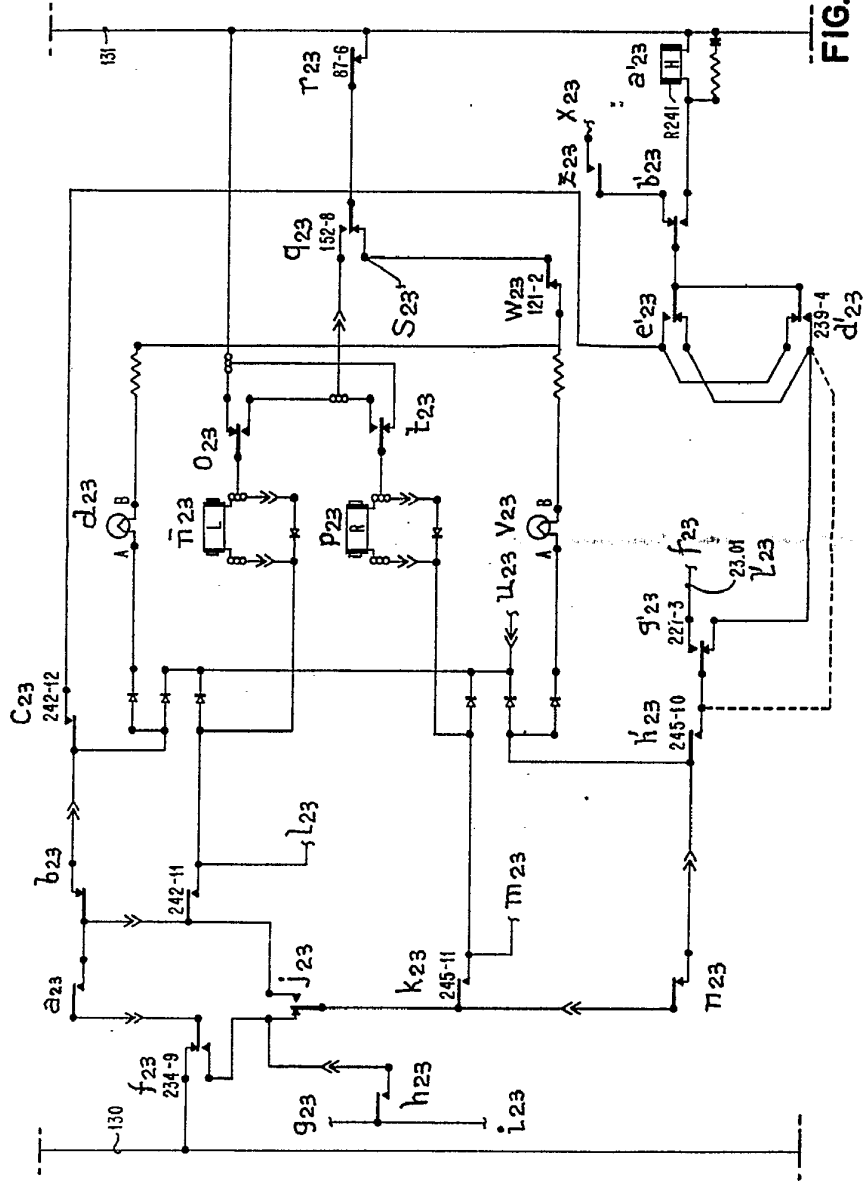 131
r23
87-6
q23
152-8
S23
C23
242-12
d23
A
B
O23
n̄23
L
t23
p23
R
W23
121-2
u23
V23
A
B
X23
z23
b'23
a'23
H
R241
e'23
239-4
d'23
FIG.
b23
a23
242-11
l23
f23
234-9
j23
k23
245-11
m23
g23
h23
i23
130
n23
h'23
245-10
g'23
227-3
f23
23.01